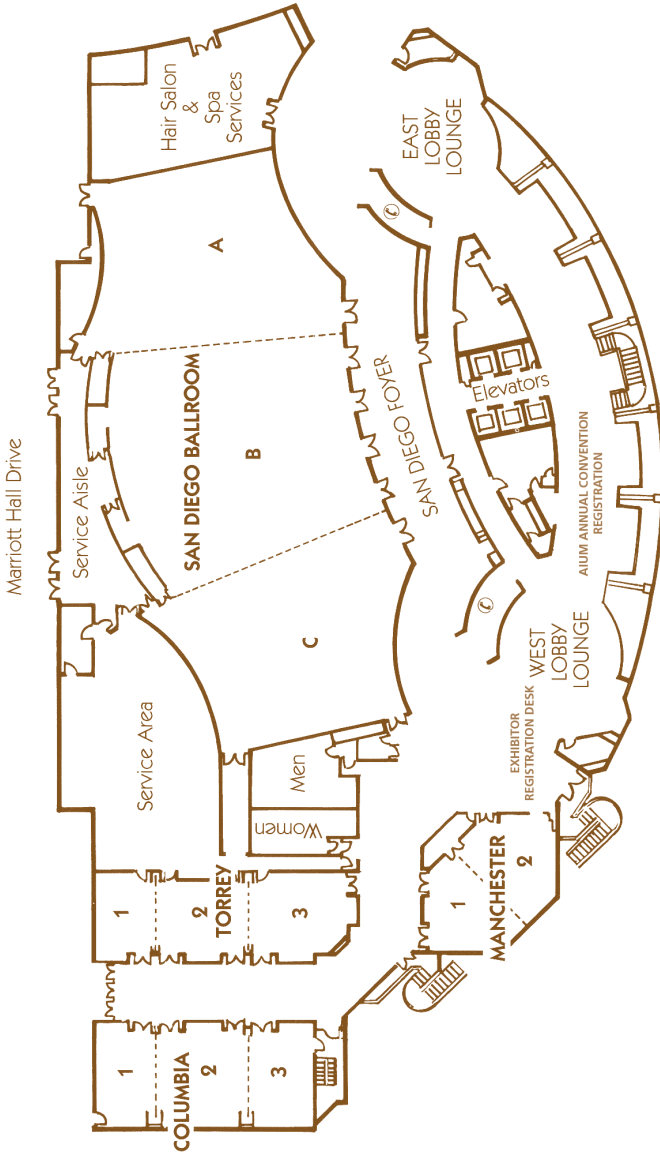 Marriott Hall Drive
Hair Salon
&
Spa
Services
EAST
LOBBY
LOUNGE
A
Service Aisle
SAN DIEGO BALLROOM
B
SAN DIEGO FOYER
Elevators
AIUM ANNUAL CONVENTION
REGISTRATION
C
WEST
LOBBY
LOUNGE
EXHIBITOR
REGISTRATION DESK
Service Area
Men
Women
1
2
3
TORREY
1
2
MANCHESTER
1
2
3
COLUMBIA